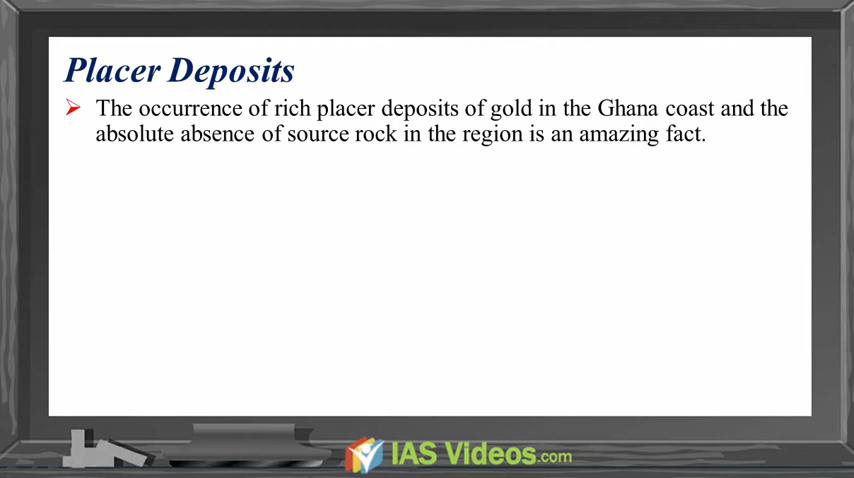 Placer Deposits
The occurrence of rich placer deposits of gold in the Ghana coast and the
absolute absence of source rock in the region is an amazing fact.
IAS Videos.com